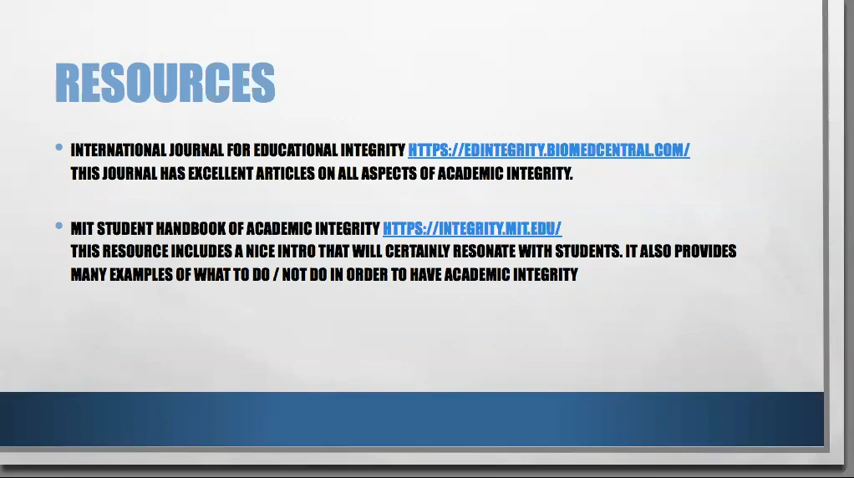 RESOURCES
• INTERNATIONAL JOURNAL FOR EDUCATIONAL INTEGRITY HTTPS://EDINTEGRITY.BIOMEDCENTRAL.COM/
THIS JOURNAL HAS EXCELLENT ARTICLES ON ALL ASPECTS OF ACADEMIC INTEGRITY.
• MIT STUDENT HANDBOOK OF ACADEMIC INTEGRITY HTTPS://INTEGRITY.MIT.EDU/
THIS RESOURCE INCLUDES A NICE INTRO THAT WILL CERTAINLY RESONATE WITH STUDENTS. IT ALSO PROVIDES
MANY EXAMPLES OF WHAT TO DO / NOT DO IN ORDER TO HAVE ACADEMIC INTEGRITY